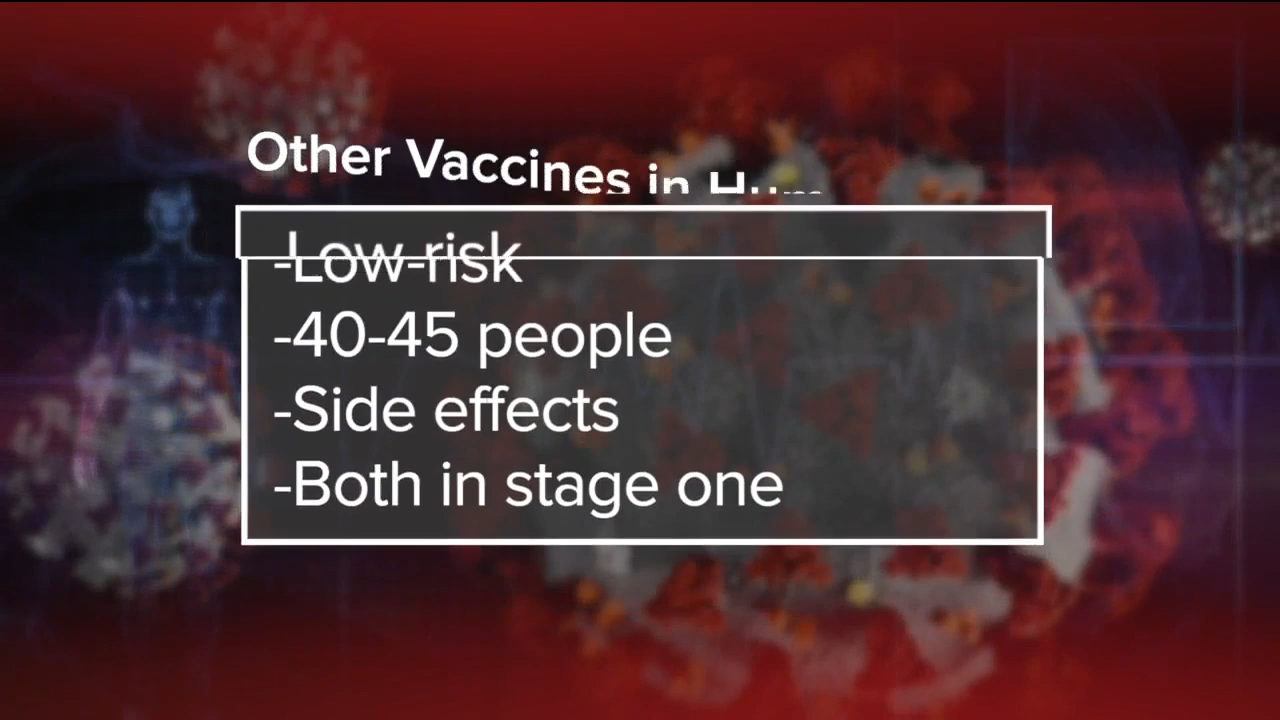 Other Vaccines in
-Low-risk
-40-45 people
-Side effects
-Both in stage one